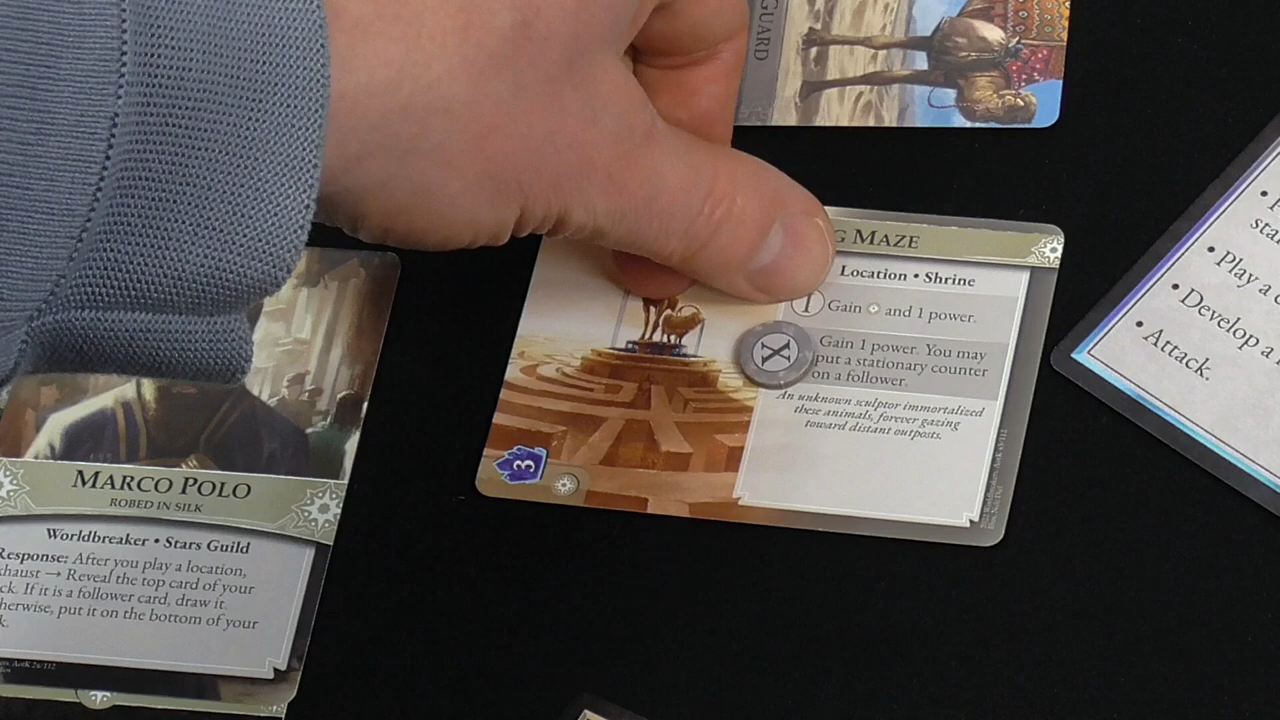 GUARD
MAZE
Location • Shrine
I Gain and 1 power.
X Gain 1 power. You may
put a stationary counter
on a follower.
An unknown sculptor immortalized
these animals, forever gazing
toward distant outposts.
3
MARCO POLO
ROBED IN SILK
Worldbreaker • Stars Guild
Response: After you play a location,
→ Reveal the top card of your
If it is a follower card, draw it.
put it on the bottom of your
• Play a
• Develop a
• Attack.